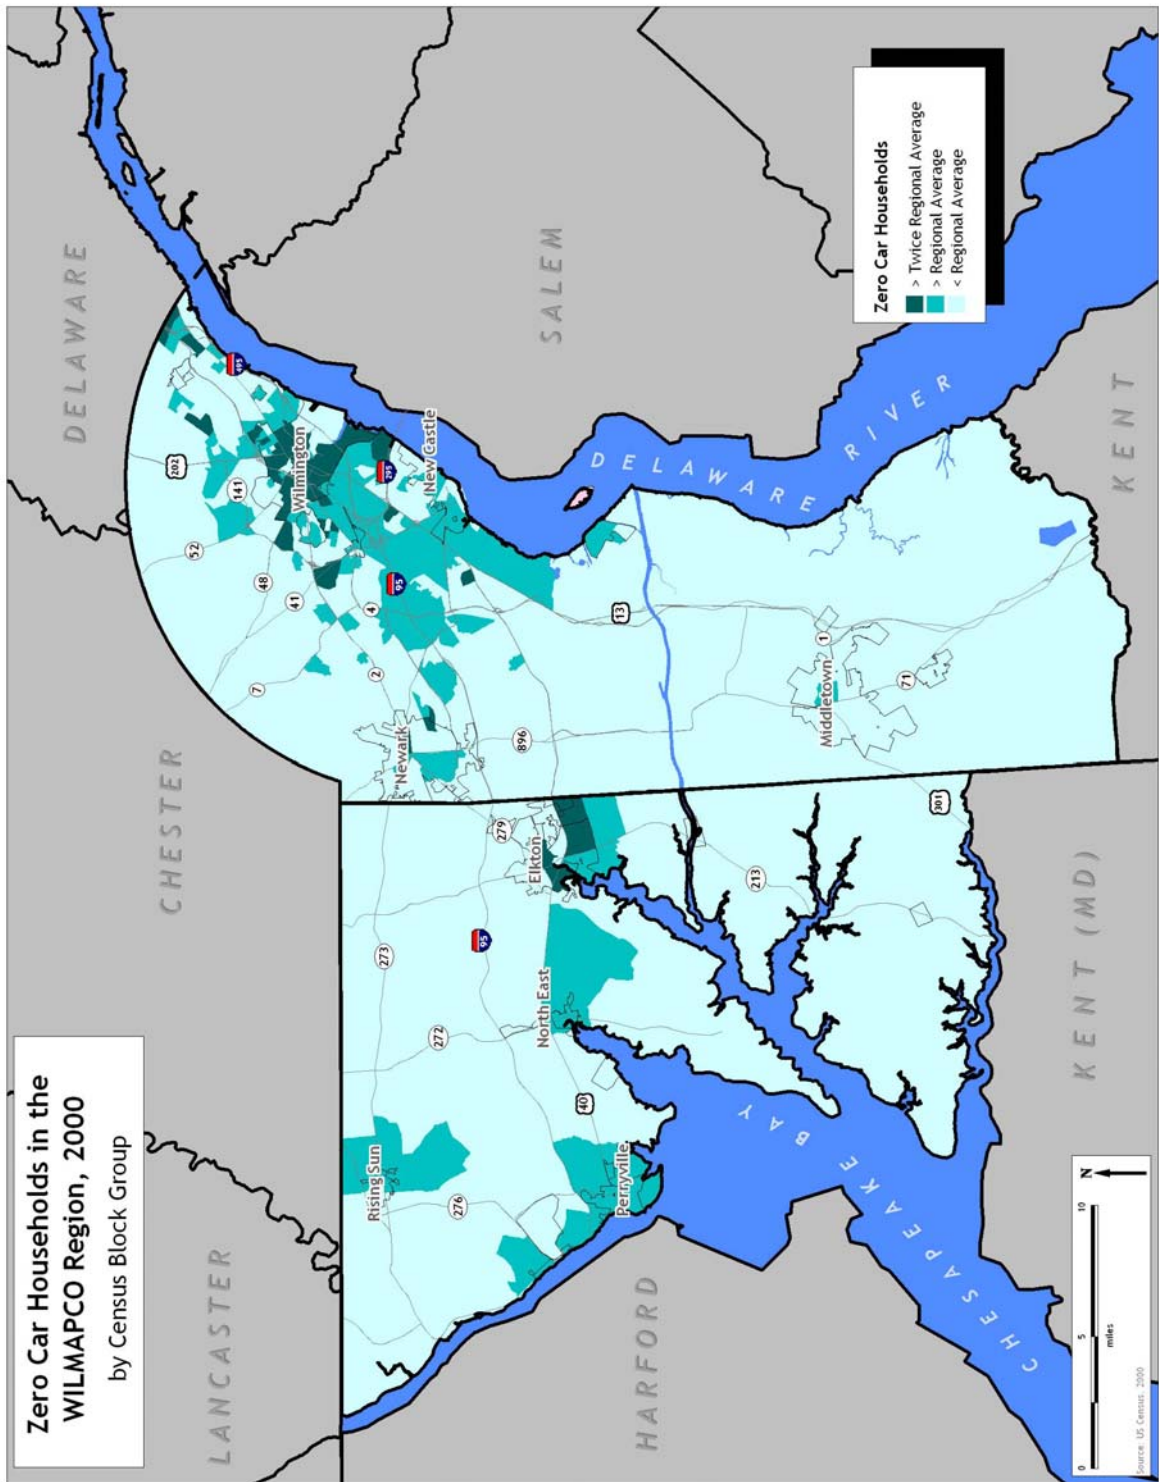 Zero Car Households in the
WILMAPCO Region, 2000
by Census Block Group
LANCASTER
CHESTER
DELAWARE
SALEM
KENT
KENT (MD)
HARFORD
DELAWARE RIVER
CHESAPEAKE BAY
Rising Sun
Perryville
North East
Elkton
Newark
Middletown
Wilmington
New Castle
276
272
273
40
95
279
213
301
896
7
2
4
41
48
52
141
202
495
295
95
13
1
71
Zero Car Households
> Twice Regional Average
> Regional Average
< Regional Average
0 5 10
miles
N
Source: US Census, 2000